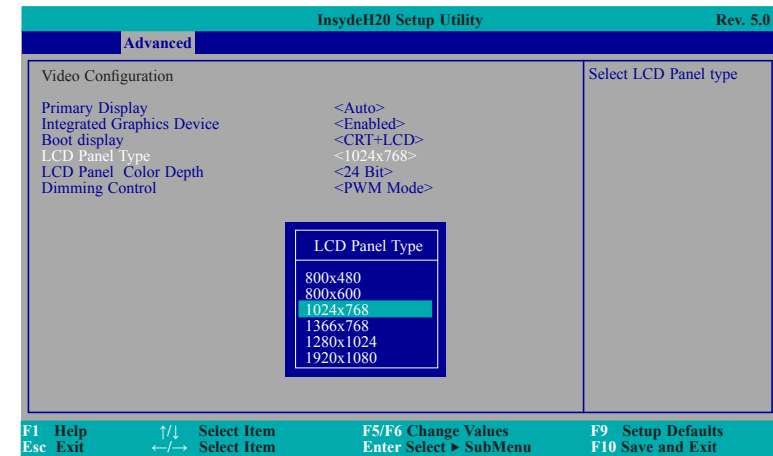 InsydeH20 Setup Utility Rev. 5.0
Advanced
Video Configuration
Select LCD Panel type
Primary Display <Auto>
Integrated Graphics Device <Enabled>
Boot display <CRT+LCD>
LCD Panel Type <1024x768>
LCD Panel Color Depth <24 Bit>
Dimming Control <PWM Mode>
LCD Panel Type
800x480
800x600
1024x768
1366x768
1280x1024
1920x1080
F1 Help ↑/↓ Select Item F5/F6 Change Values F9 Setup Defaults
Esc Exit ←/→ Select Item Enter Select ► SubMenu F10 Save and Exit